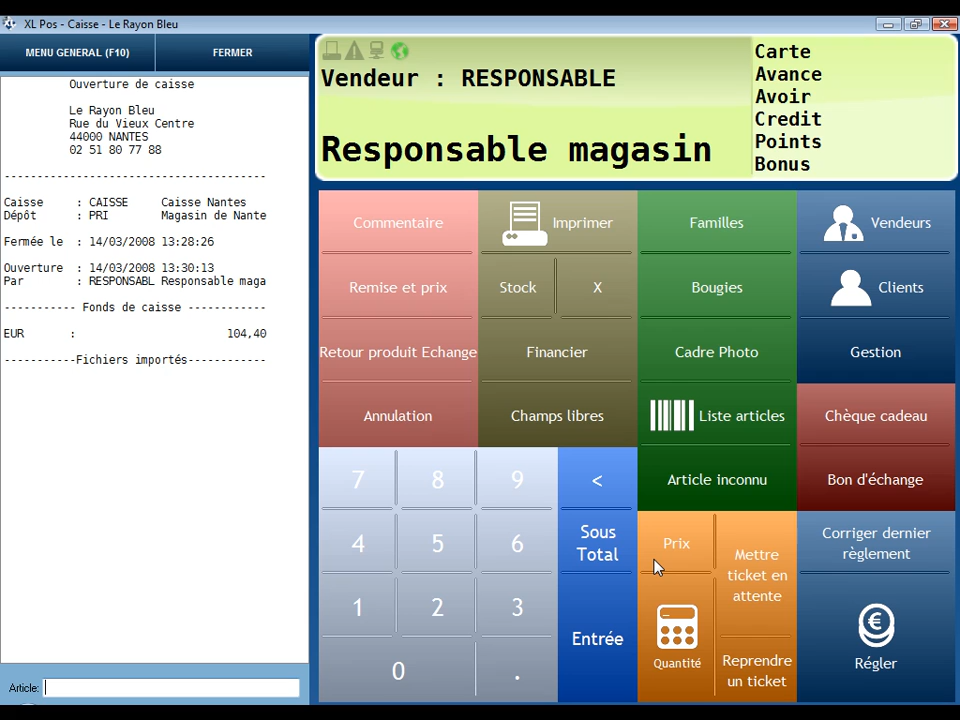 XL Pos - Caisse - Le Rayon Bleu
MENU GENERAL (F10)
FERMER
Ouverture de caisse
Le Rayon Bleu
Rue du Vieux Centre
44000 NANTES
02 51 80 77 88
----------------------------------------
Caisse : CAISSE Caisse Nantes
Dépôt : PRI Magasin de Nante
Fermée le : 14/03/2008 13:28:26
Ouverture : 14/03/2008 13:30:13
Par : RESPONSABL Responsable maga
---------- Fonds de caisse ------------
EUR : 104,40
-----------Fichiers importés------------
Article:
Vendeur : RESPONSABLE
Responsable magasin
Carte
Avance
Avoir
Credit
Points
Bonus
Commentaire
Imprimer
Familles
Vendeurs
Remise et prix
Stock
X
Bougies
Clients
Retour produit Echange
Financier
Cadre Photo
Gestion
Annulation
Champs libres
Liste articles
Chèque cadeau
7
8
9
<
Article inconnu
Bon d'échange
4
5
6
Sous
Total
Prix
Mettre
ticket en
attente
Corriger dernier
règlement
1
2
3
Entrée
Quantité
€
Régler
0
.
Reprendre
un ticket